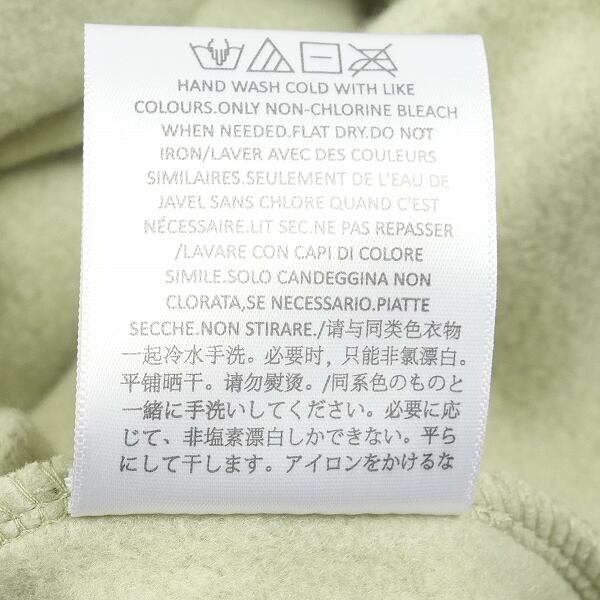 HAND WASH COLD WITH LIKE
COLOURS.ONLY NON-CHLORINE BLEACH
WHEN NEEDED.FLAT DRY.DO NOT
IRON/LAVER AVEC DES COULEURS
SIMILAIRES.SEULEMENT DE L'EAU DE
JAVEL SANS CHLORE QUAND C'EST
NÉCESSAIRE.LIT SEC.NE PAS REPASSER
/LAVARE CON CAPI DI COLORE
SIMILE.SOLO CANDEGGINA NON
CLORATA,SE NECESSARIO.PIATTE
SECCHE.NON STIRARE./请与同类色衣物
一起冷水手洗。必要时，只能非氯漂白。
平铺晒干。请勿熨烫。/同系色のものと
一緒に手洗いしてください。必要に応
じて、非塩素漂白しかできない。平ら
にして干します。アイロンをかけるな